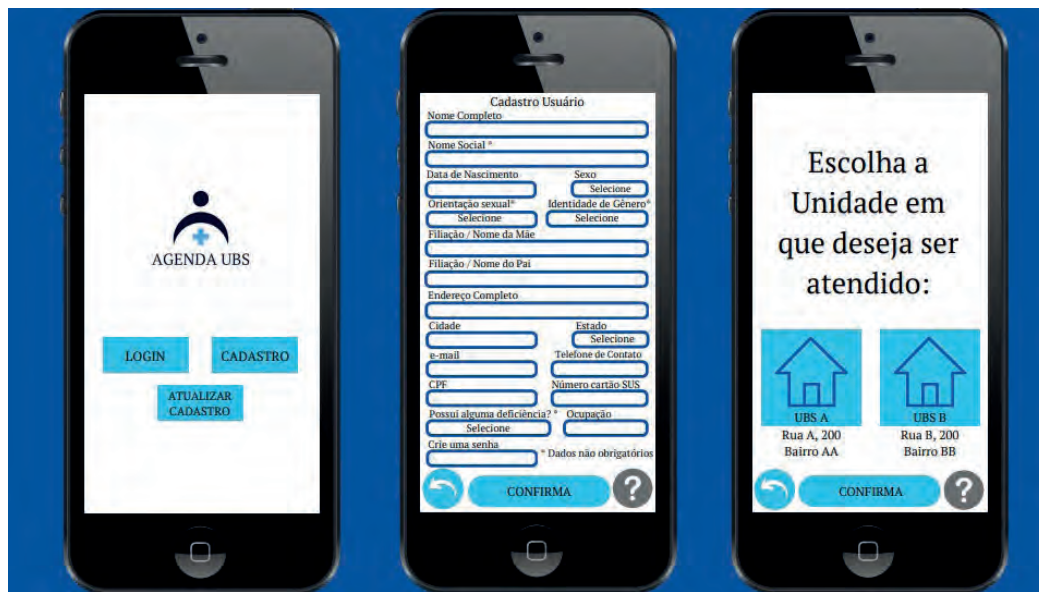 AGENDA UBS
LOGIN
CADASTRO
ATUALIZAR
CADASTRO
Cadastro Usuário
Nome Completo
Nome Social *
Data de Nascimento
Sexo
Selecione
Orientação sexual*
Identidade de Gênero*
Selecione
Selecione
Filiação / Nome da Mãe
Filiação / Nome do Pai
Endereço Completo
Cidade
Estado
Selecione
e-mail
Telefone de Contato
CPF
Número cartão SUS
Possui alguma deficiência? *
Ocupação
Selecione
Crie uma senha
* Dados não obrigatórios
CONFIRMA
?
Escolha a
Unidade em
que deseja ser
atendido:
UBS A
Rua A, 200
Bairro AA
UBS B
Rua B, 200
Bairro BB
CONFIRMA
?